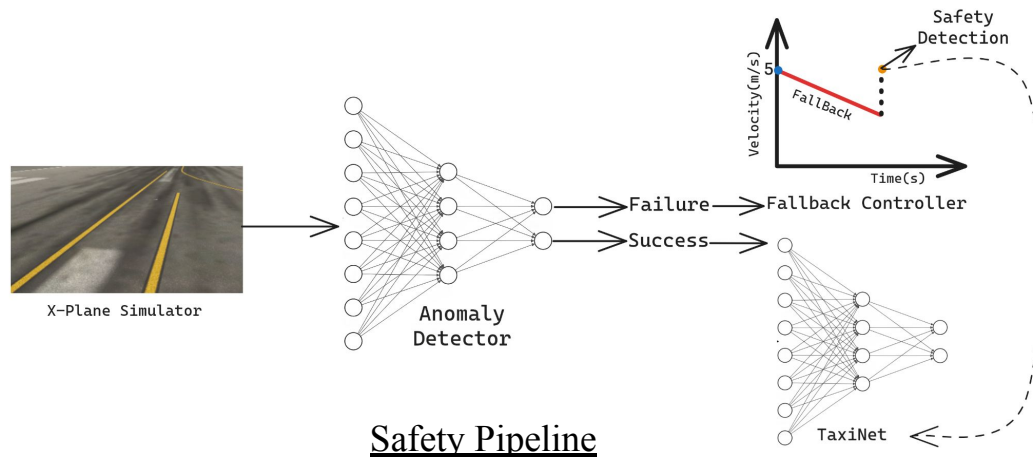 Safety
Detection
Velocity(m/s)
5
FallBack
Time(s)
Failure
Fallback Controller
Success
X-Plane Simulator
Anomaly
Detector
TaxiNet
Safety Pipeline